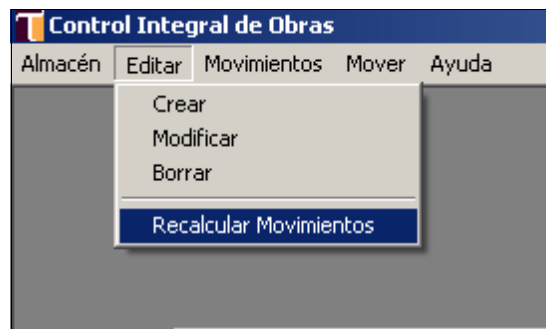 Control Integral de Obras
Almacén Editar Movimientos Mover Ayuda
Crear
Modificar
Borrar
Recalcular Movimientos